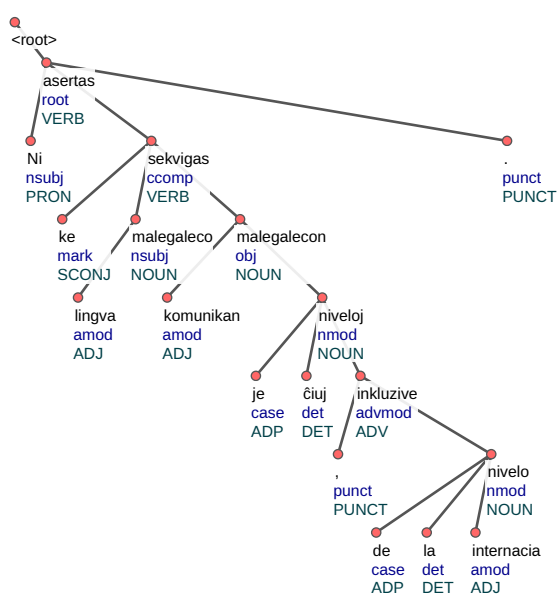 <root>
asertas
root
VERB
Ni
nsubj
PRON
sekvigas
ccomp
VERB
.
punct
PUNCT
ke
mark
SCONJ
malegaleco
nsubj
NOUN
malegalecon
obj
NOUN
lingva
amod
ADJ
komunikan
amod
ADJ
niveloj
nmod
NOUN
je
case
ADP
ĉiuj
det
DET
inkluzive
advmod
ADV
,
punct
PUNCT
nivelo
nmod
NOUN
de
case
ADP
la
det
DET
internacia
amod
ADJ